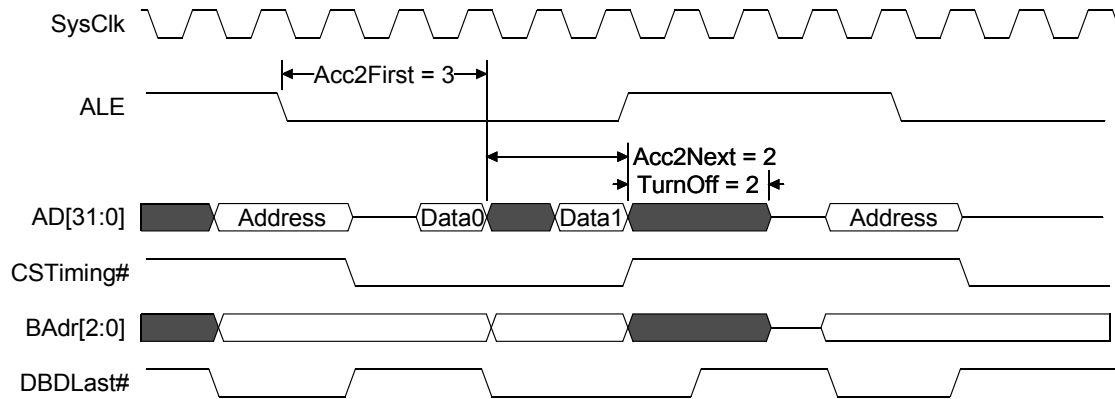 SysClk
Acc2First = 3
ALE
Acc2Next = 2
TurnOff = 2
AD[31:0] Address Data0 Data1 Address
CSTiming#
BAdr[2:0]
DBDLast#